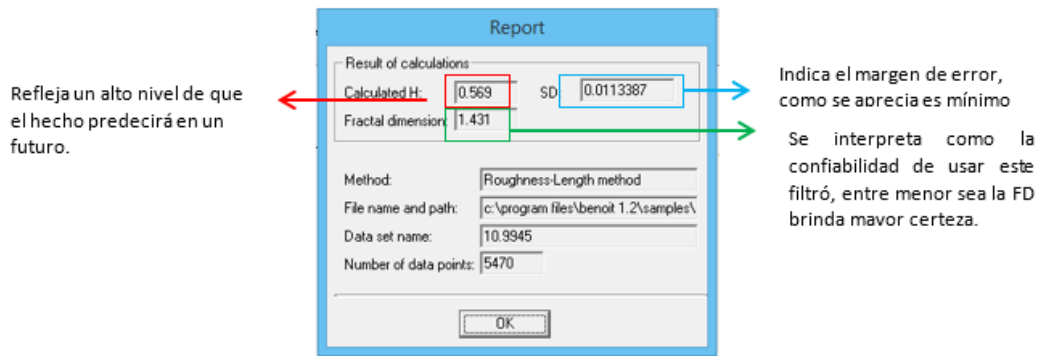 Report
Result of calculations
Calculated H: 0.569 SD 0.0113387
Fractal dimension 1.431
Method: Roughness-Length method
File name and path: c:\program files\benoit 1.2\samples\
Data set name: 10.9945
Number of data points: 5470
OK
Refleja un alto nivel de que
el hecho predecirá en un
futuro.
Indica el margen de error,
como se aprecia es mínimo
Se interpreta como la
confiabilidad de usar este
filtró, entre menor sea la FD
brinda mayor certeza.